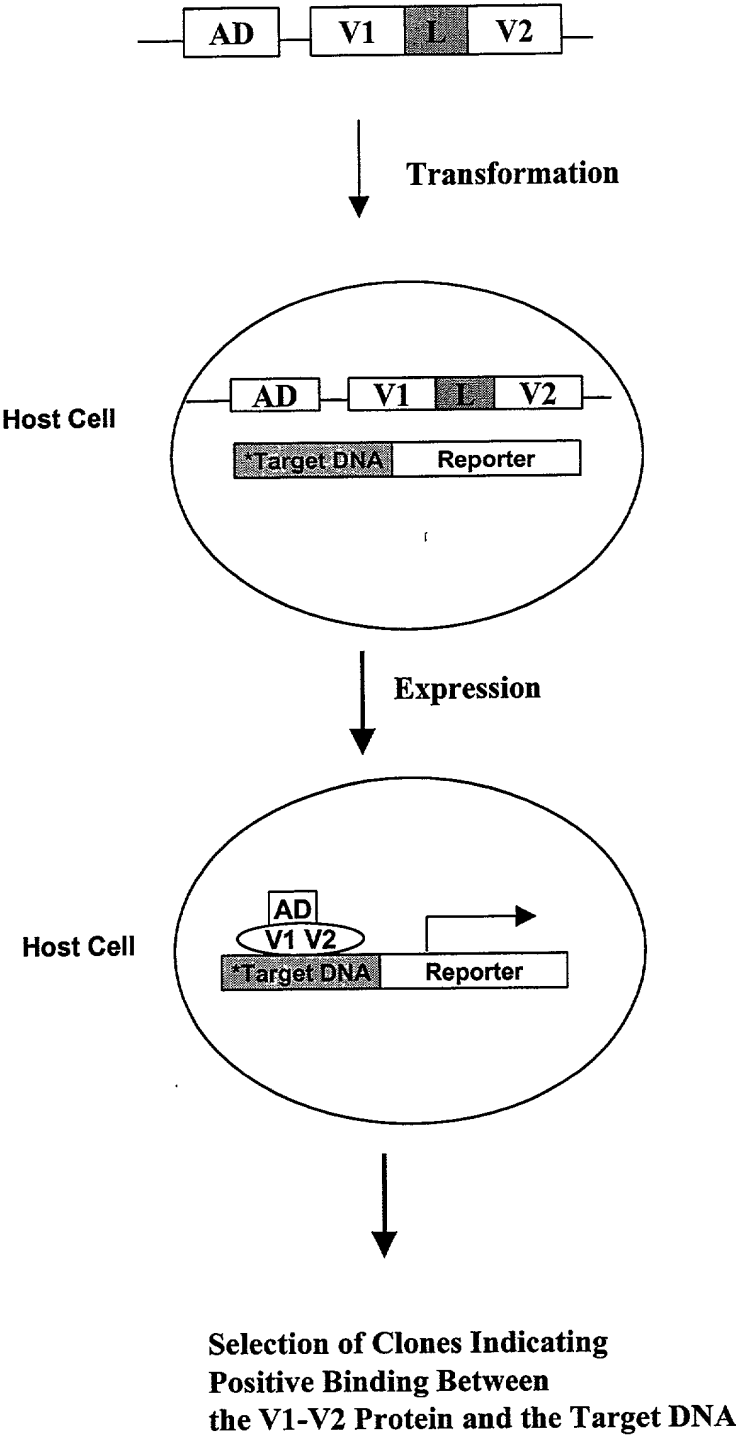 AD V1 L V2
Transformation
AD V1 L V2
Host Cell
*Target DNA Reporter
Expression
AD
V1 V2
Host Cell
*Target DNA Reporter
Selection of Clones Indicating
Positive Binding Between
the V1-V2 Protein and the Target DNA